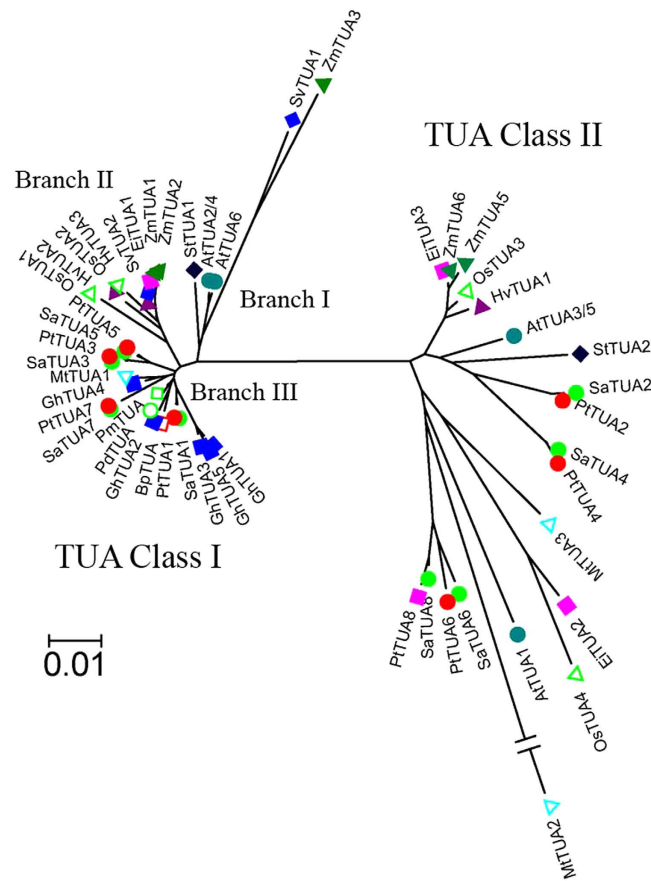 SvTUA1
ZmTUA3
TUA Class II
Branch II
OsTUA1
HvTUA2
OsTUA2
HvTUA3
SvTUA2
EiTUA1
ZmTUA1
ZmTUA2
StTUA1
AtTUA2/4
AtTUA6
Branch I
EiTUA3
ZmTUA6
ZmTUA5
OsTUA3
HvTUA1
AtTUA3/5
StTUA2
SaTUA2
PtTUA2
SaTUA4
PtTUA4
PtTUA5
SaTUA5
PtTUA3
SaTUA3
MtTUA1
GhTUA4
PtTUA7
SaTUA7
PmTUA
PdTUA
GhTUA2
BpTUA
PtTUA1
SaTUA1
GhTUA3
GhTUA5
GhTUA1
Branch III
TUA Class I
0.01
PtTUA8
SaTUA8
PtTUA6
SaTUA6
AtTUA1
MtTUA3
EiTUA2
OsTUA4
MtTUA2